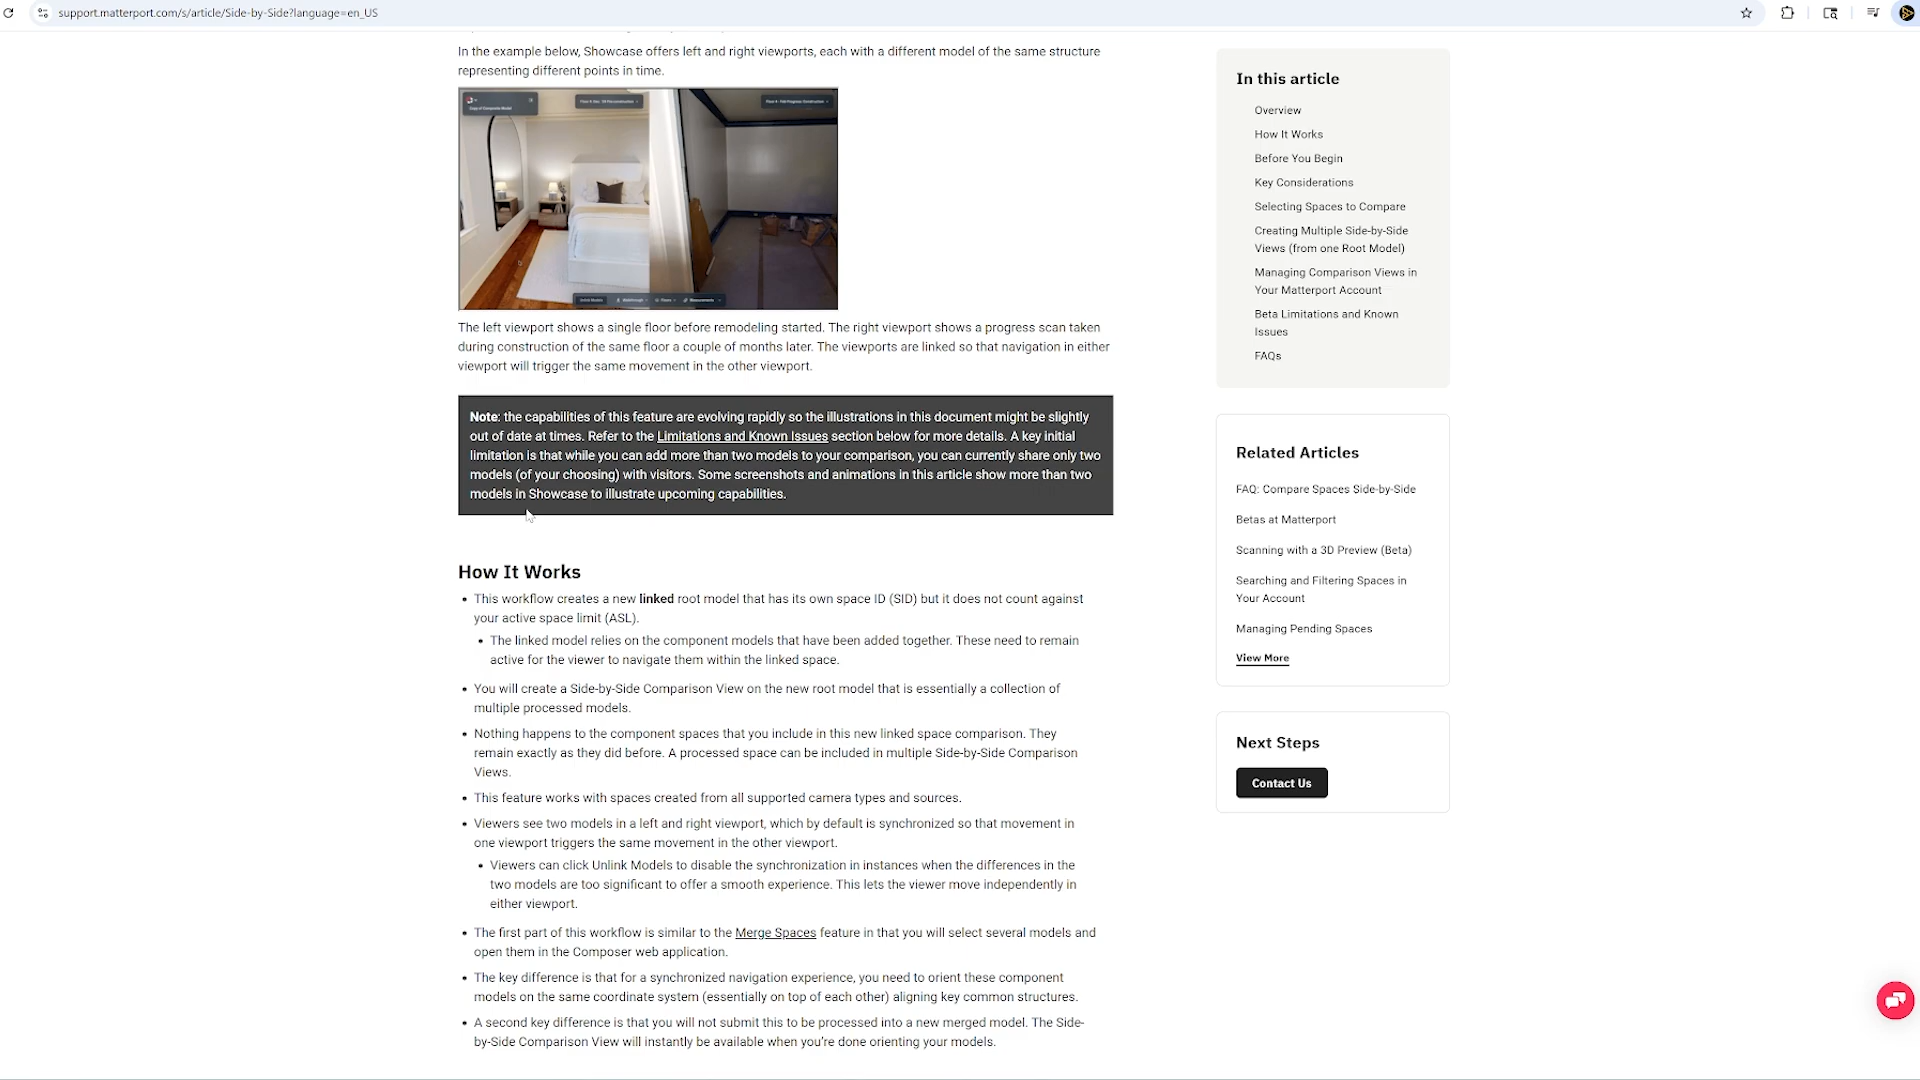 support.matterport.com/s/article/Side-by-Side?language=en_US
In the example below, Showcase offers left and right viewports, each with a different model of the same structure
representing different points in time.
The left viewport shows a single floor before remodeling started. The right viewport shows a progress scan taken
during construction of the same floor a couple of months later. The viewports are linked so that navigation in either
viewport will trigger the same movement in the other viewport.
Note: the capabilities of this feature are evolving rapidly so the illustrations in this document might be slightly
out of date at times. Refer to the Limitations and Known Issues section below for more details. A key initial
limitation is that while you can add more than two models to your comparison, you can currently share only two
models (of your choosing) with visitors. Some screenshots and animations in this article show more than two
models in Showcase to illustrate upcoming capabilities.
How It Works
• This workflow creates a new linked root model that has its own space ID (SID) but it does not count against
your active space limit (ASL).
• The linked model relies on the component models that have been added together. These need to remain
active for the viewer to navigate them within the linked space.
• You will create a Side-by-Side Comparison View on the new root model that is essentially a collection of
multiple processed models.
• Nothing happens to the component spaces that you include in this new linked space comparison. They
remain exactly as they did before. A processed space can be included in multiple Side-by-Side Comparison
Views.
• This feature works with spaces created from all supported camera types and sources.
• Viewers see two models in a left and right viewport, which by default is synchronized so that movement in
one viewport triggers the same movement in the other viewport.
• Viewers can click Unlink Models to disable the synchronization in instances when the differences in the
two models are too significant to offer a smooth experience. This lets the viewer move independently in
either viewport.
• The first part of this workflow is similar to the Merge Spaces feature in that you will select several models and
open them in the Composer web application.
• The key difference is that for a synchronized navigation experience, you need to orient these component
models on the same coordinate system (essentially on top of each other) aligning key common structures.
• A second key difference is that you will not submit this to be processed into a new merged model. The Side-
by-Side Comparison View will instantly be available when you're done orienting your models.
In this article
Overview
How It Works
Before You Begin
Key Considerations
Selecting Spaces to Compare
Creating Multiple Side-by-Side
Views (from one Root Model)
Managing Comparison Views in
Your Matterport Account
Beta Limitations and Known
Issues
FAQs
Related Articles
FAQ: Compare Spaces Side-by-Side
Betas at Matterport
Scanning with a 3D Preview (Beta)
Searching and Filtering Spaces in
Your Account
Managing Pending Spaces
View More
Next Steps
Contact Us